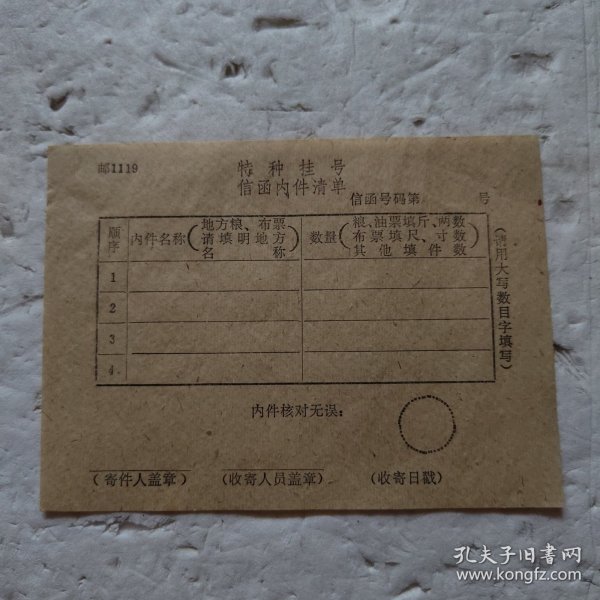 邮1119
特种挂号
信函内件清单
信函号码第 号
顺序 内件名称(地方粮、布票请填明地方名称) 数量(粮、油票填斤、两数 布票填尺、寸数 其他填件数)
1
2
3
4
(请用大写数目字填写)
内件核对无误:
(寄件人盖章) (收寄人员盖章) (收寄日戳)
孔夫子旧书网
www.kongfz.com